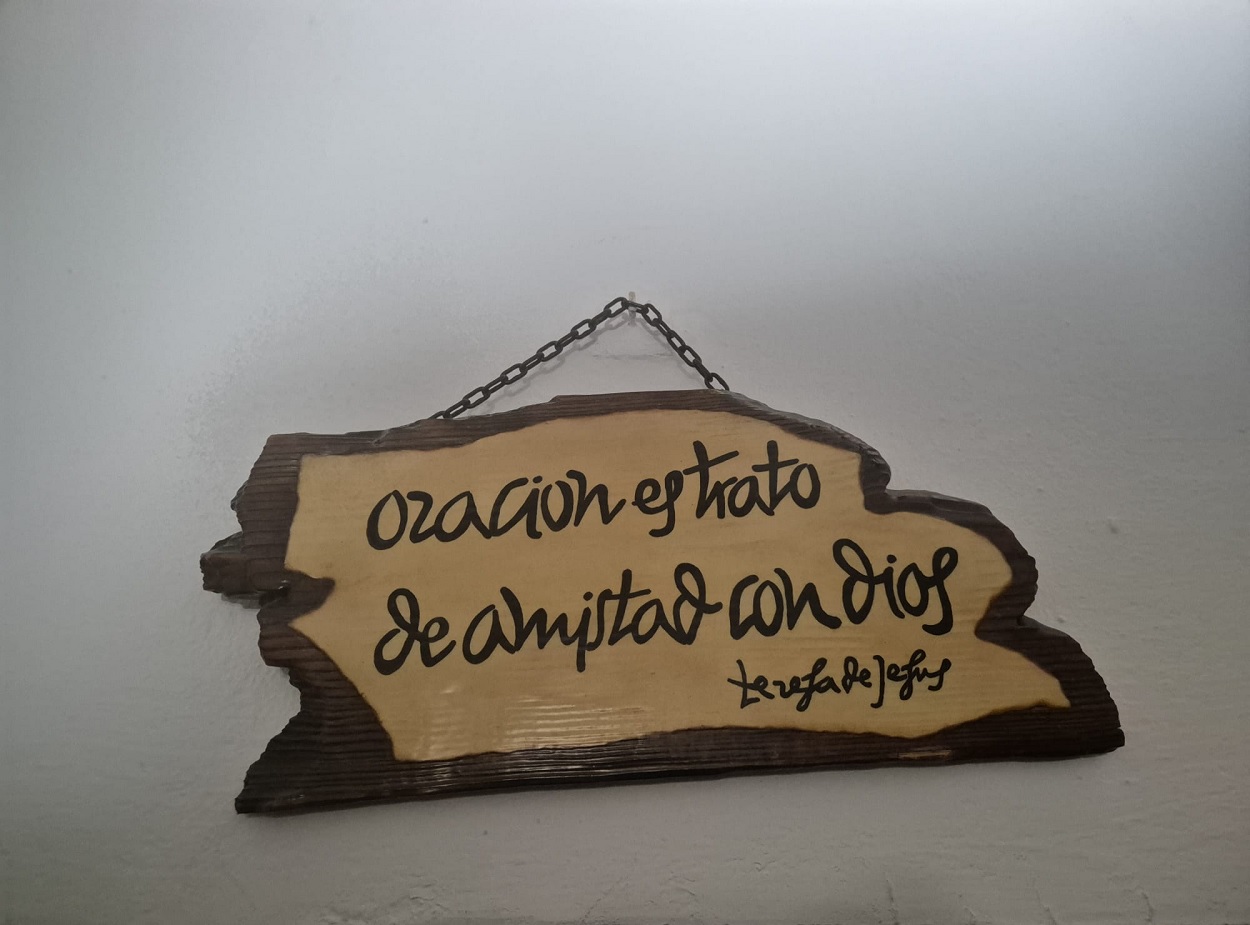 oracion es trato
de amistad con dios
teresa de Jesus